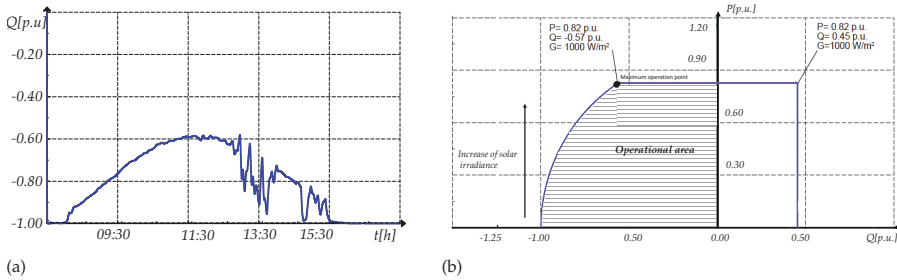 Q[p.u.]
-0.20
-0.40
-0.60
-0.80
-1.00
09:30
11:30
13:30
15:30
t[h]
(a)
P[p.u.]
P= 0.82 p.u.
Q= -0.57 p.u.
G= 1000 W/m²
1.20
P= 0.82 p.u.
Q= 0.45 p.u.
G=1000 W/m²
0.90
Maximum operation point
0.60
Increase of solar
irradiance
Operational area
0.30
-1.25
-1.00
0.50
0.00
0.50
Q[p.u.]
(b)